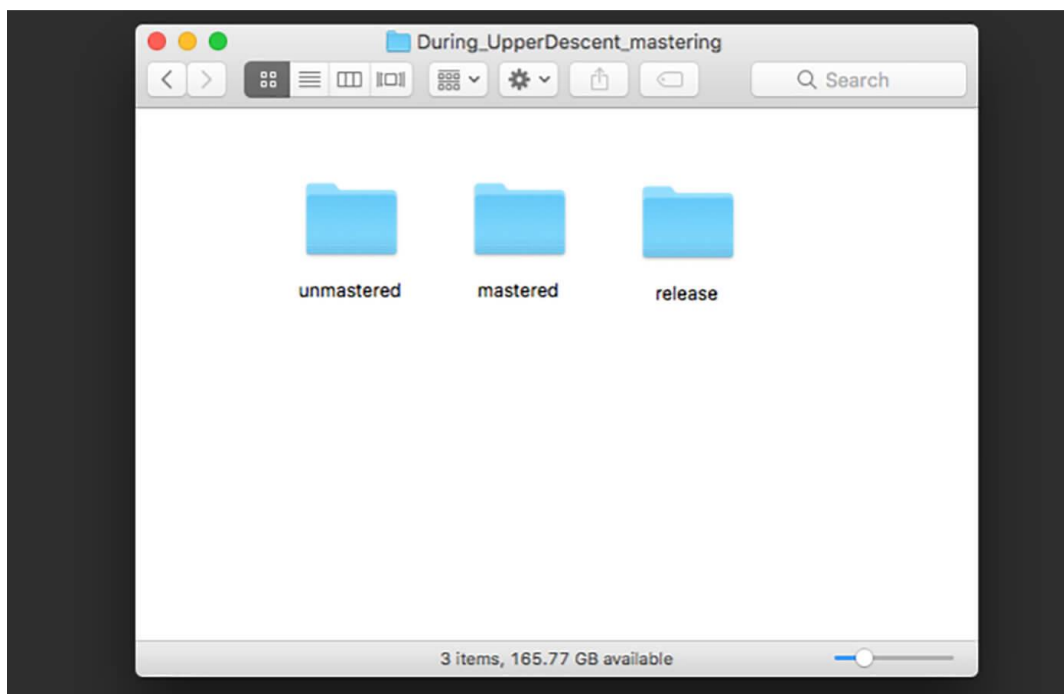 During_UpperDescent_mastering
Search
unmastered
mastered
release
3 items, 165.77 GB available